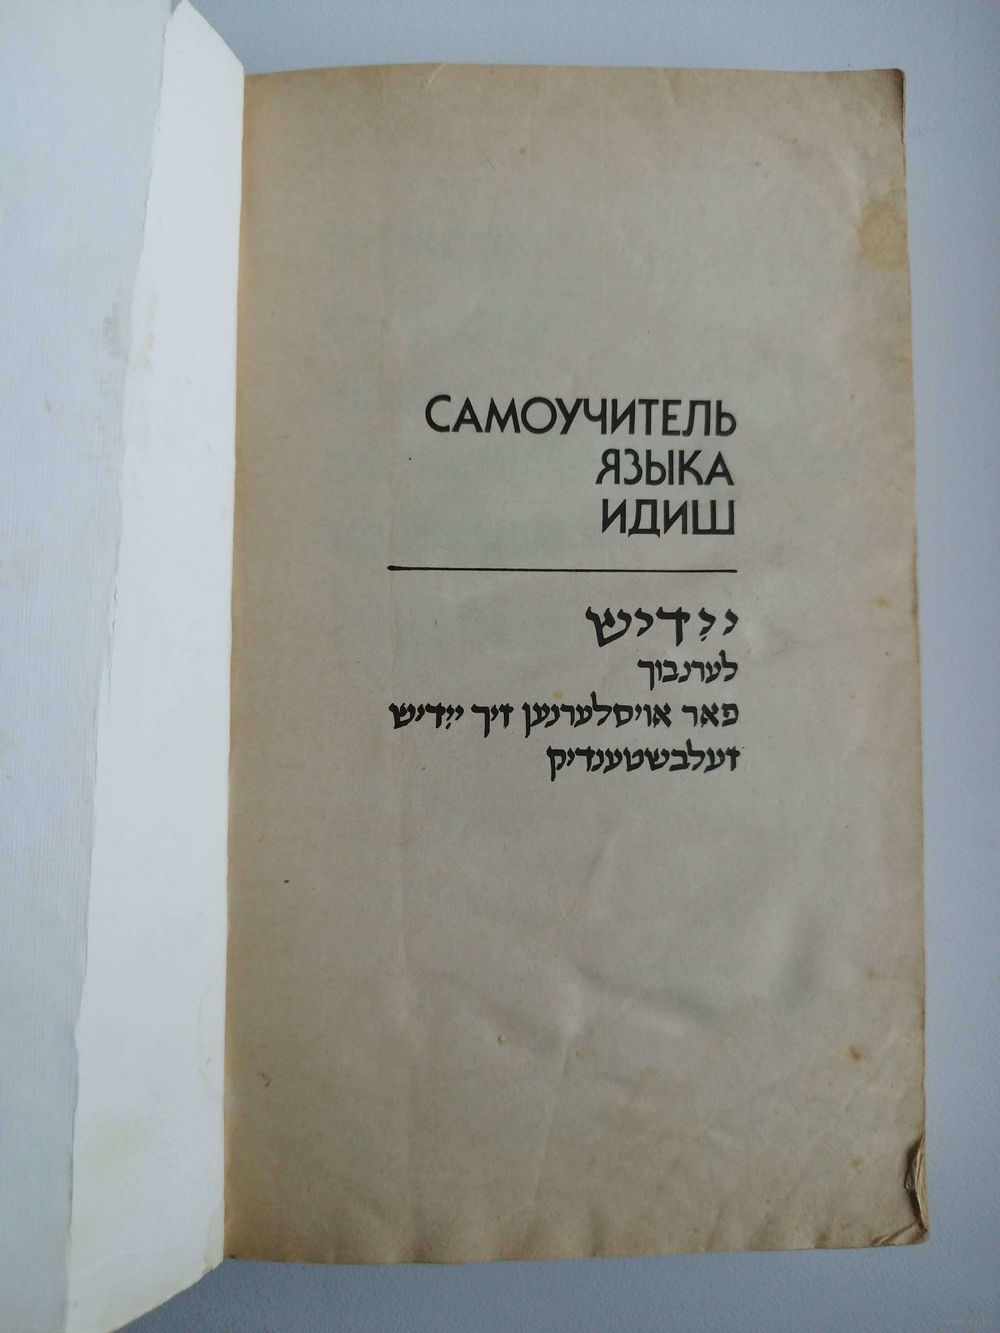 САМОУЧИТЕЛЬ
ЯЗЫКА
ИДИШ
ייִדיש
לערנבוך
פאר אויסלערנען זיך ייִדיש
זעלבשטענדיק